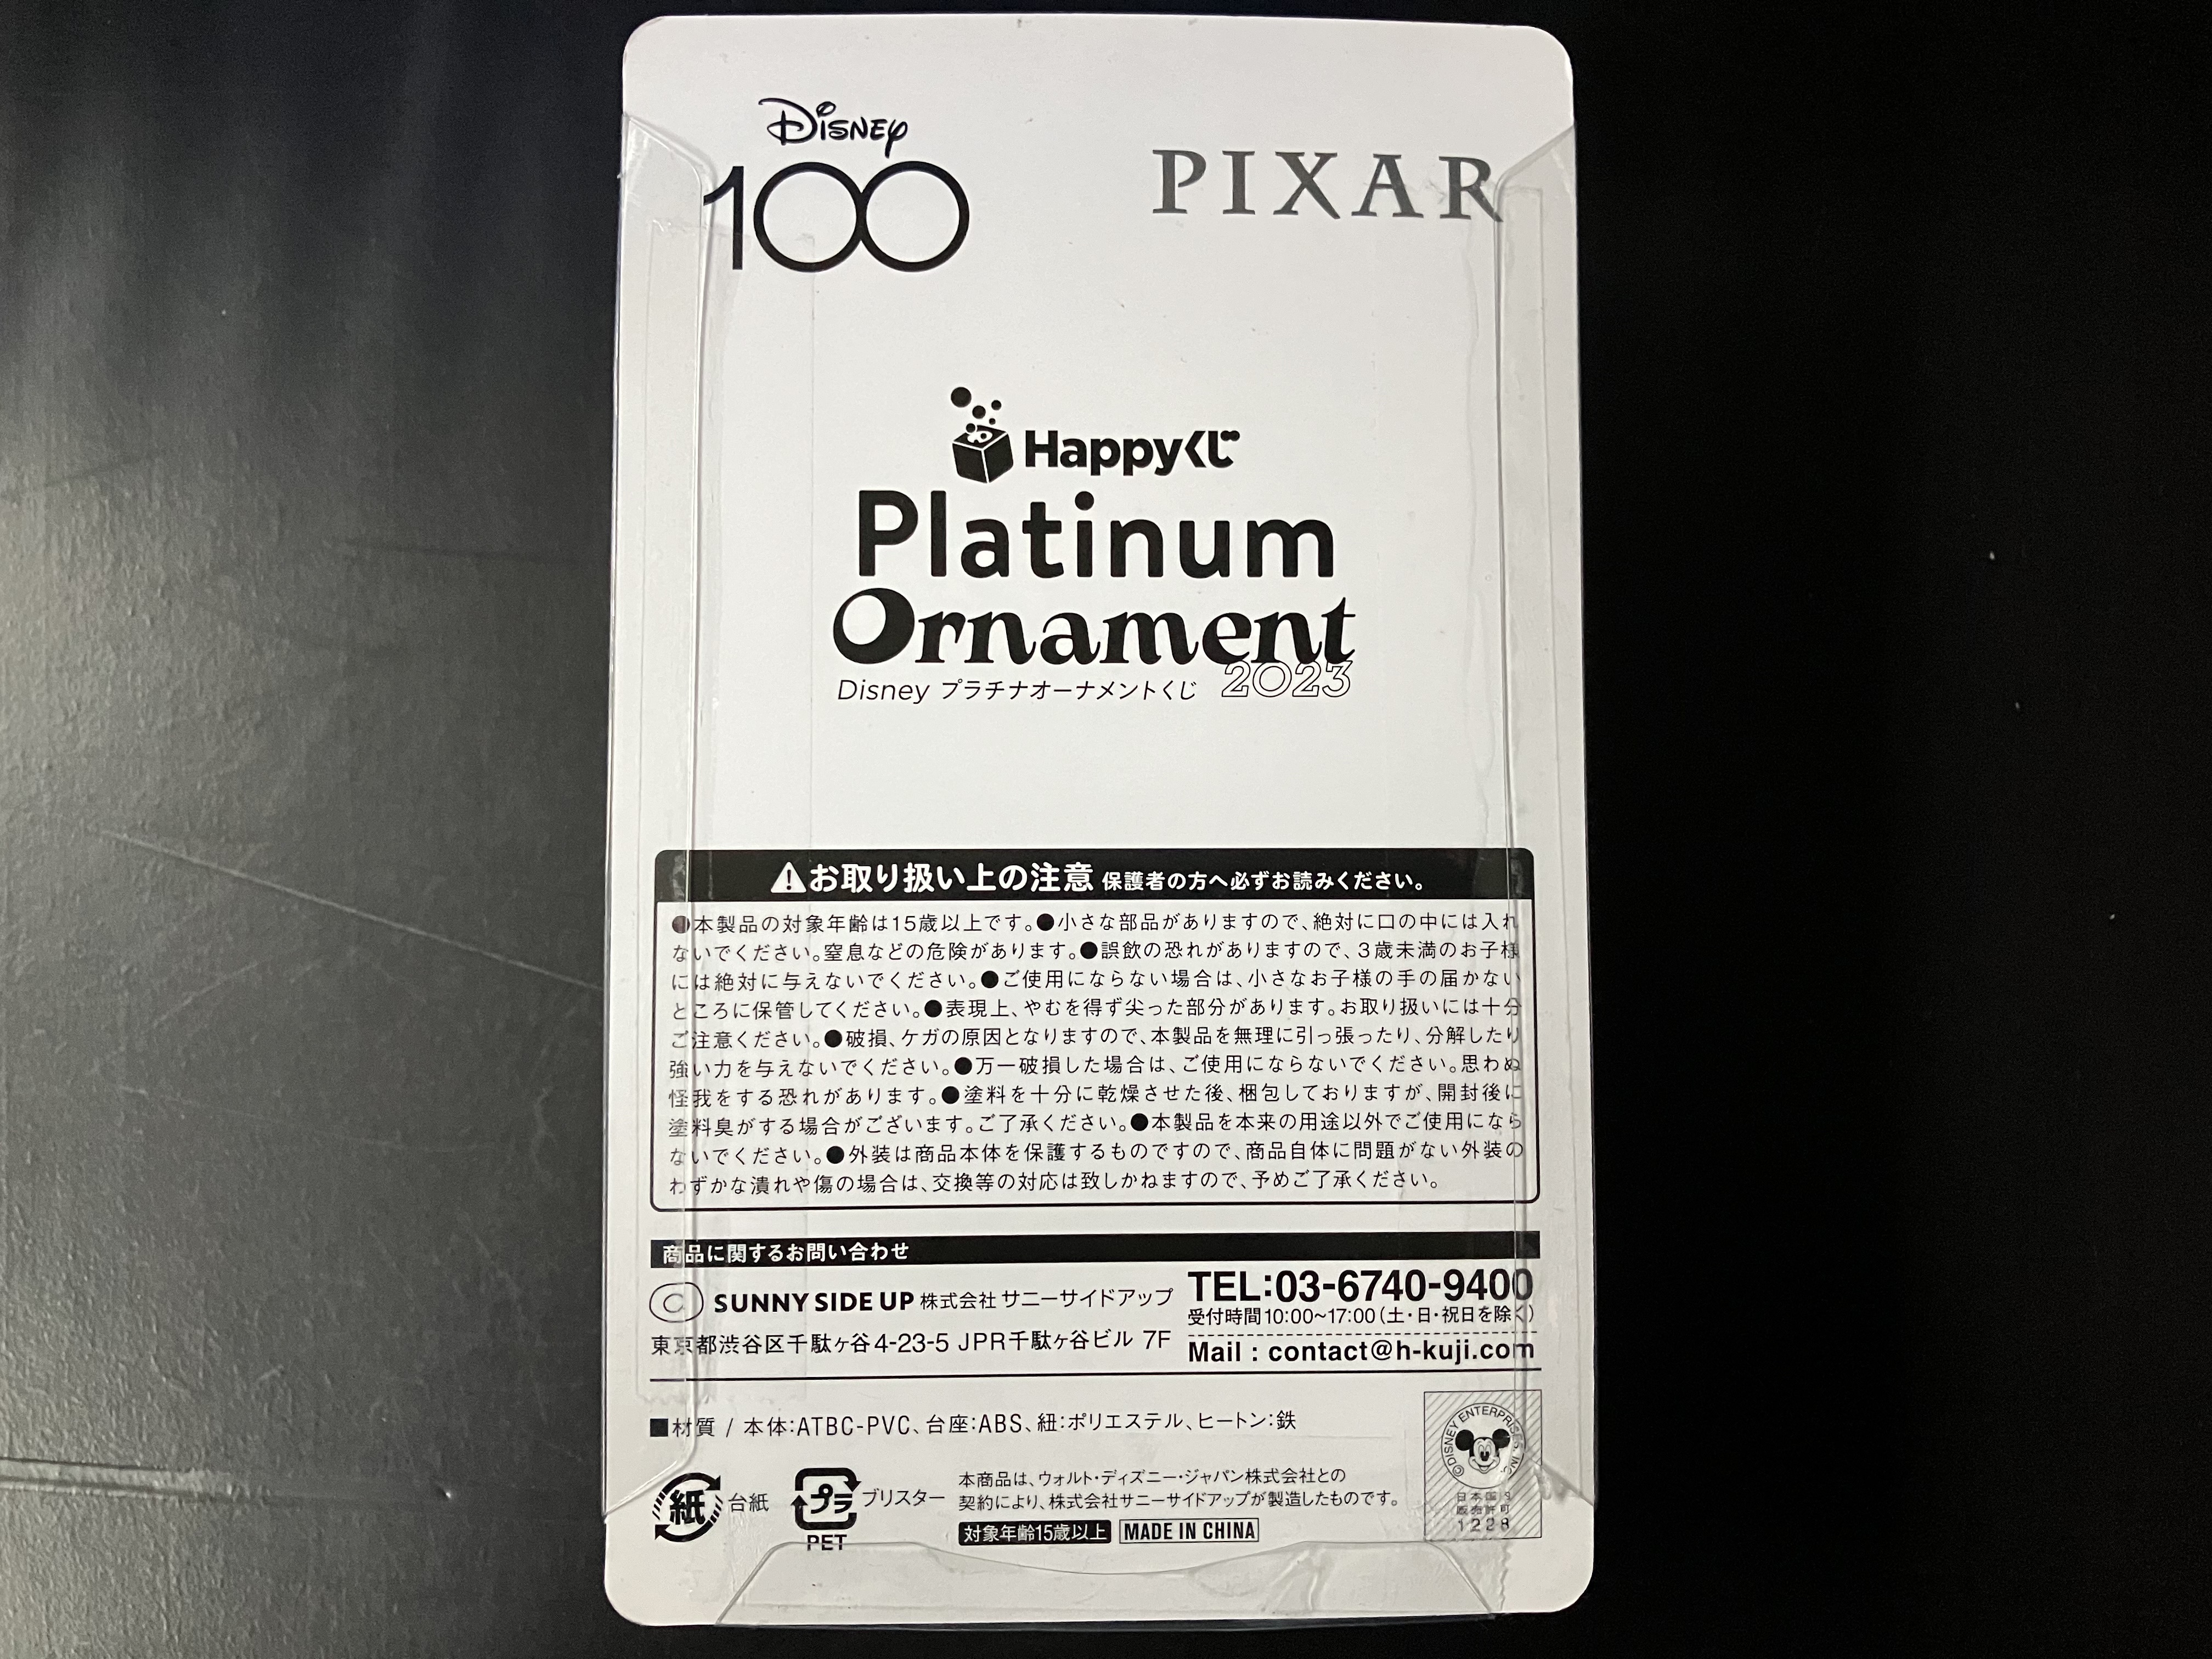 Disney
100
PIXAR
Happyくじ
Platinum
Ornament
2023
Disney プラチナオーナメントくじ
お取り扱い上の注意 保護者の方へ必ずお読みください。
●本製品の対象年齢は15歳以上です。●小さな部品がありますので、絶対に口の中には入れ
ないでください。窒息などの危険があります。●誤飲の恐れがありますので、3歳未満のお子様
には絶対に与えないでください。●ご使用にならない場合は、小さなお子様の手の届かない
ところに保管してください。●表現上、やむを得ず尖った部分があります。お取り扱いには十分
ご注意ください。●破損、ケガの原因となりますので、本製品を無理に引っ張ったり、分解したり
強い力を与えないでください。●万一破損した場合は、ご使用にならないでください。思わぬ
怪我をする恐れがあります。●塗料を十分に乾燥させた後、梱包しておりますが、開封後に
塗料臭がする場合がございます。ご了承ください。●本製品を本来の用途以外でご使用になら
ないでください。●外装は商品本体を保護するものですので、商品自体に問題がない外装の
わずかな潰れや傷の場合は、交換等の対応は致しかねますので、予めご了承ください。
商品に関するお問い合わせ
SUNNY SIDE UP 株式会社 サニーサイドアップ
東京都渋谷区千駄ヶ谷4-23-5 JPR千駄ヶ谷ビル 7F
TEL:03-6740-9400
受付時間10:00~17:00(土・日・祝日を除く)
Mail : contact@h-kuji.com
■材質 / 本体:ATBC-PVC、台座:ABS、紐:ポリエステル、ヒートン:鉄
紙 台紙
プラ ブリスター
PET
本商品は、ウォルト・ディズニー・ジャパン株式会社との
契約により、株式会社サニーサイドアップが製造したものです。
対象年齢15歳以上 MADE IN CHINA
©DISNEY ENTERPRISES, INC.
日本国内
販売許可
1228